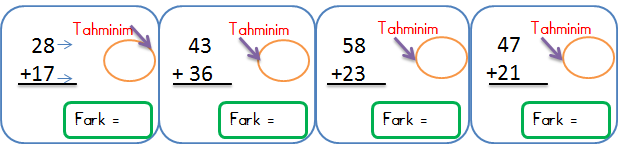 Tahminim
28
+17
Fark =
Tahminim
43
+ 36
Fark =
Tahminim
58
+23
Fark =
Tahminim
47
+21
Fark =